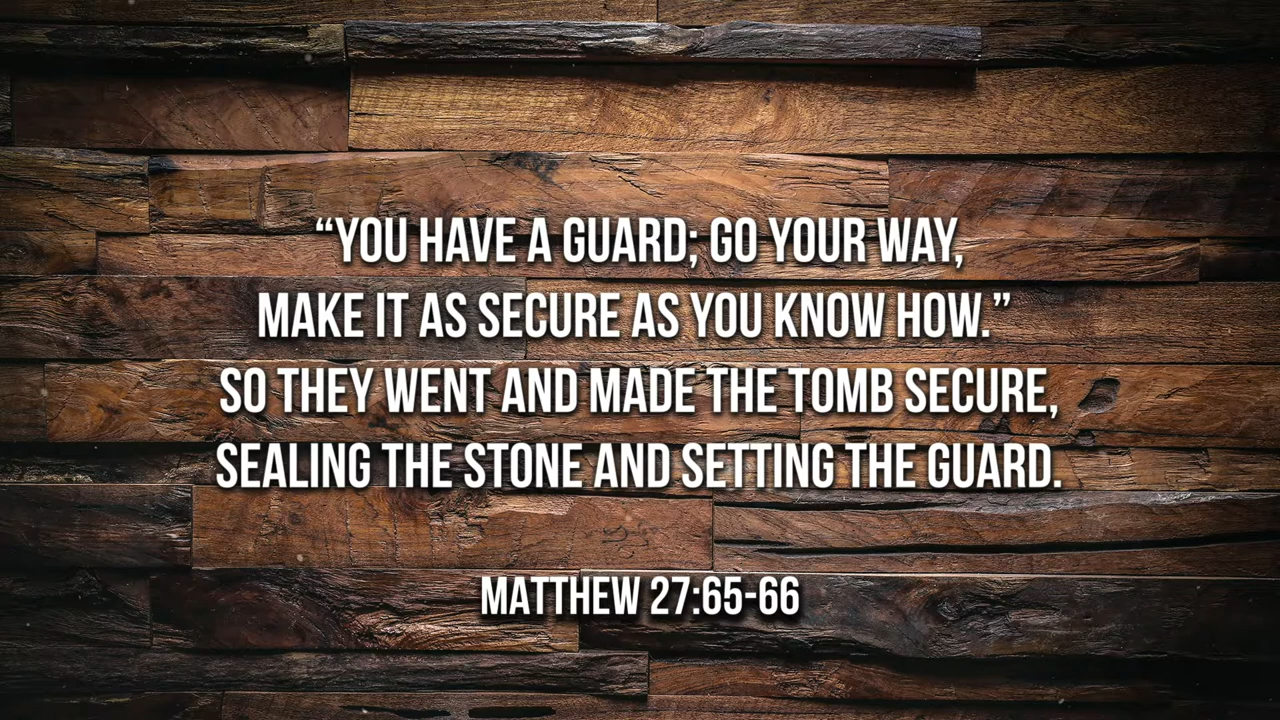 “YOU HAVE A GUARD; GO YOUR WAY,
MAKE IT AS SECURE AS YOU KNOW HOW.”
SO THEY WENT AND MADE THE TOMB SECURE,
SEALING THE STONE AND SETTING THE GUARD.
MATTHEW 27:65-66